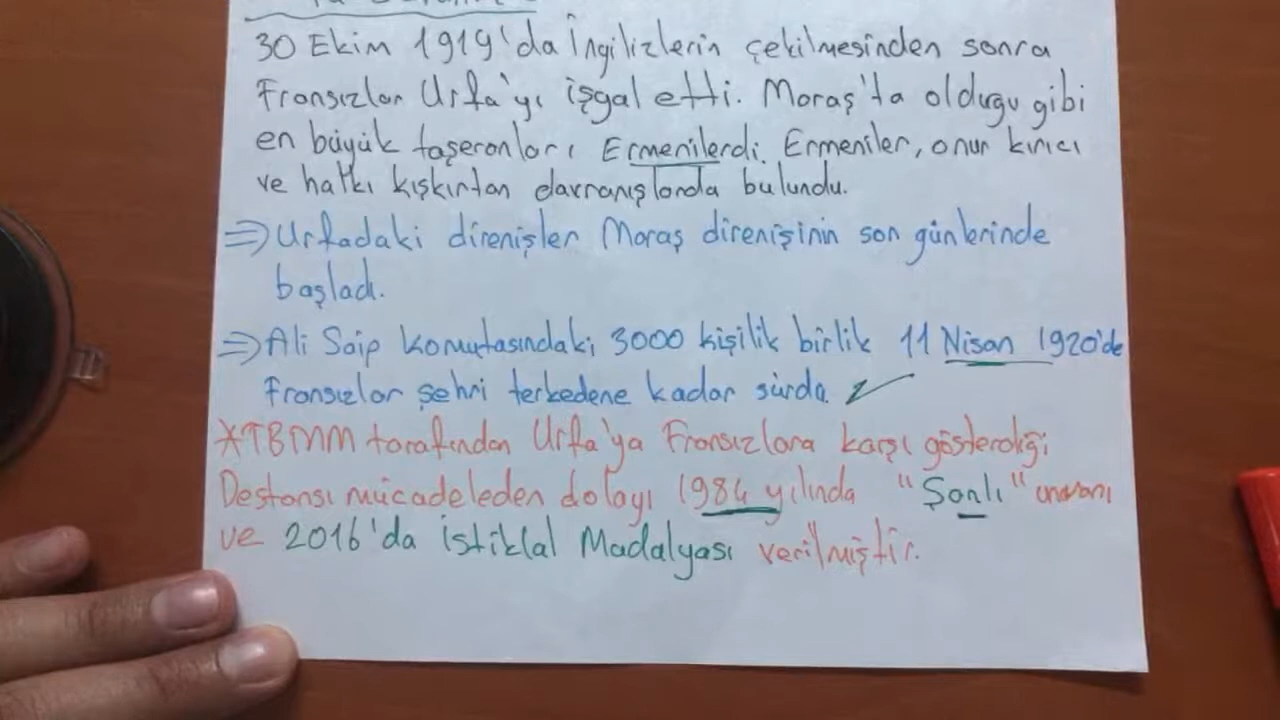 30 Ekim 1919'da İngilizlerin çekilmesinden sonra
Fransızlar Urfa'yı işgal etti. Maraş'ta olduğu gibi
en büyük taşeronları Ermenilerdi. Ermeniler, onur kırıcı
ve halkı kışkırtan davranışlarda bulundu.
⇒ Urfadaki direnişler Maraş direnişinin son günlerinde
başladı.
⇒ Ali Saip komutasındaki 3000 kişilik birlik 11 Nisan 1920'de
Fransızlar şehri terkedene kadar sürdü. ✓
*TBMM tarafından Urfa'ya Fransızlara karşı gösterdiği
Destansı mücadeleden dolayı 1984 yılında "Şanlı" unvanı
ve 2016'da İstiklal Madalyası verilmiştir.